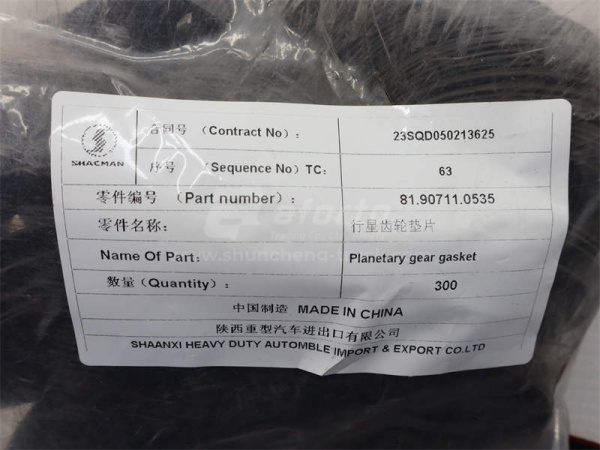 SHACMAN
合同号 （Contract No）： 23SQD050213625
序号 （Sequence No）TC： 63
零件编号 （Part number）： 81.90711.0535
零件名称： 行星齿轮垫片
Name Of Part: Planetary gear gasket
数量（Quantity）： 300
中国制造 MADE IN CHINA
陕西重型汽车进出口有限公司
SHAANXI HEAVY DUTY AUTOMBLE IMPORT & EXPORT CO.LTD